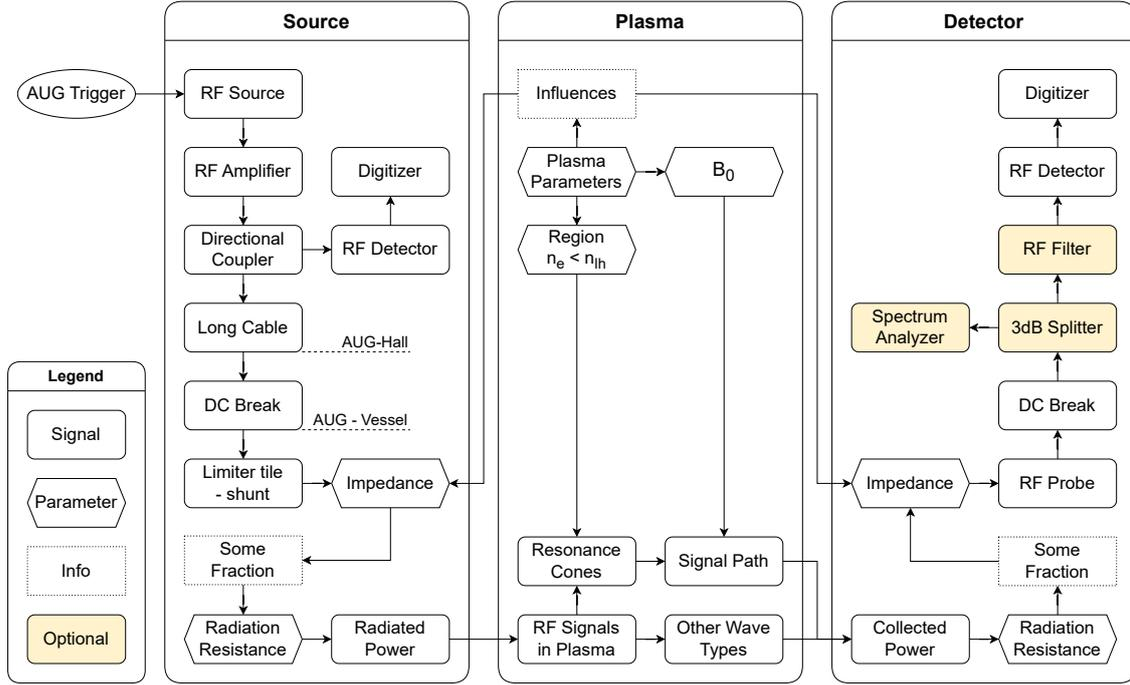 Source
AUG Trigger
RF Source
RF Amplifier
Digitizer
Directional
Coupler
RF Detector
Long Cable
AUG-Hall
DC Break
AUG - Vessel
Limiter tile
- shunt
Impedance
Some
Fraction
Radiation
Resistance
Radiated
Power
Legend
Signal
Parameter
Info
Optional
Plasma
Influences
Plasma
Parameters
B0
Region
ne < nlh
Resonance
Cones
Signal Path
RF Signals
in Plasma
Other Wave
Types
Detector
Digitizer
RF Detector
RF Filter
Spectrum
Analyzer
3dB Splitter
DC Break
Impedance
RF Probe
Some
Fraction
Collected
Power
Radiation
Resistance